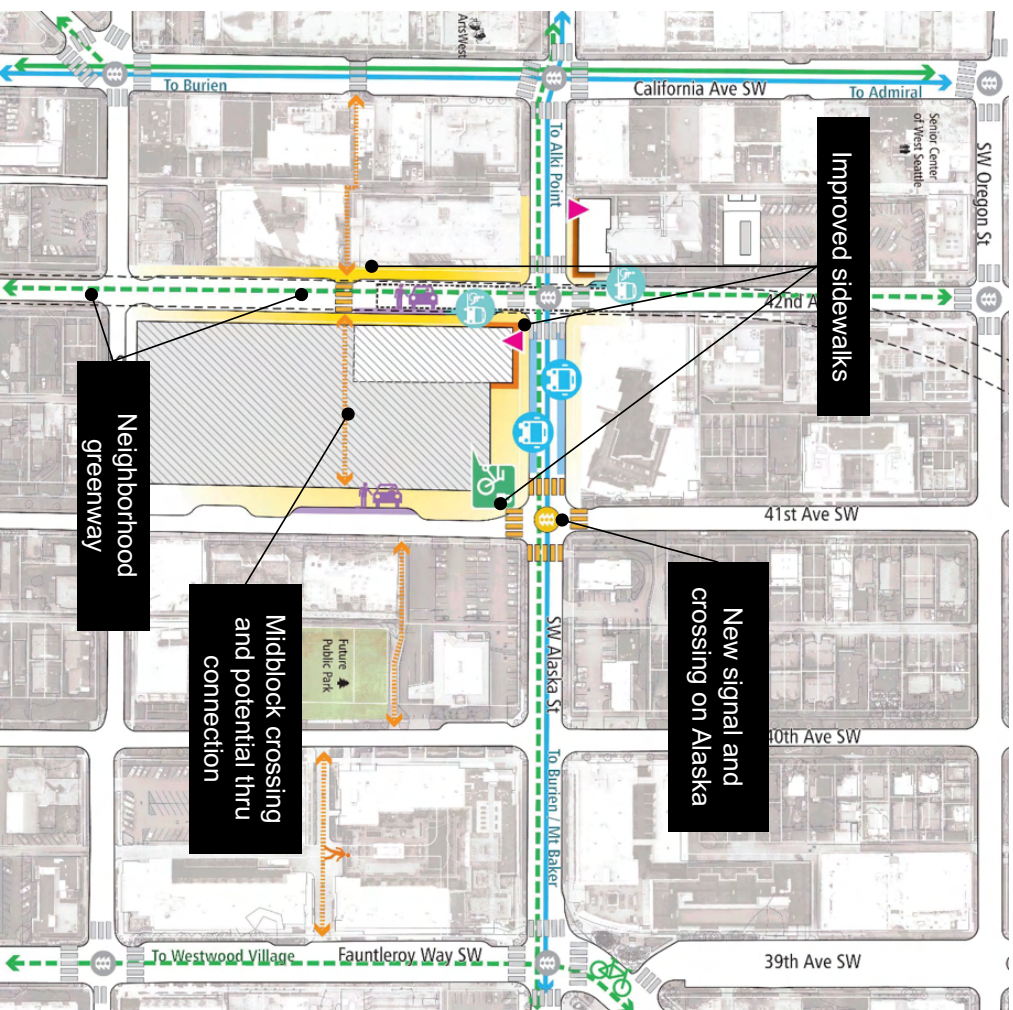 ArtsWest
To Burien
California Ave SW
To Admiral
Senior Center
of West Seattle
SW Oregon St
To Alki Point
Improved sidewalks
42nd A
Neighborhood
greenway
41st Ave SW
Midblock crossing
and potential thru
connection
Future
Public Park
New signal and
crossing on Alaska
SW Alaska St
40th Ave SW
To Burien / Mt Baker
To Westwood Village
Fauntleroy Way SW
39th Ave SW